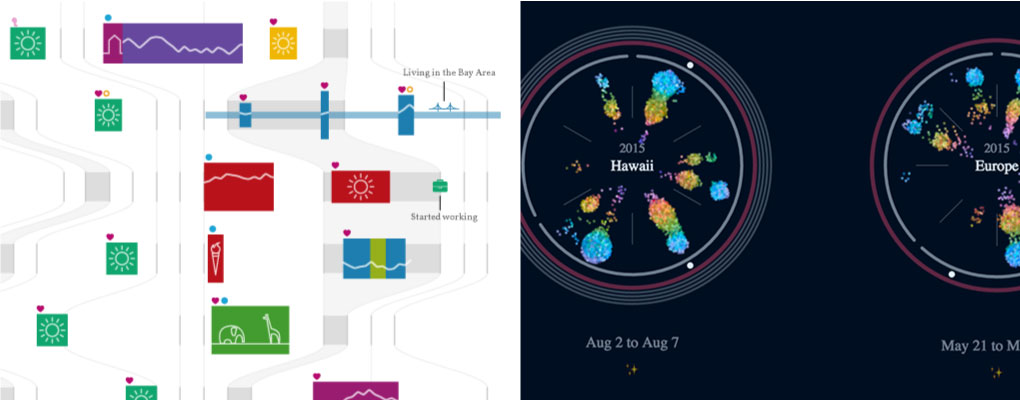 Living in the Bay Area
Started working
2015
Hawaii
Aug 2 to Aug 7
2015
Europe
May 21 to M